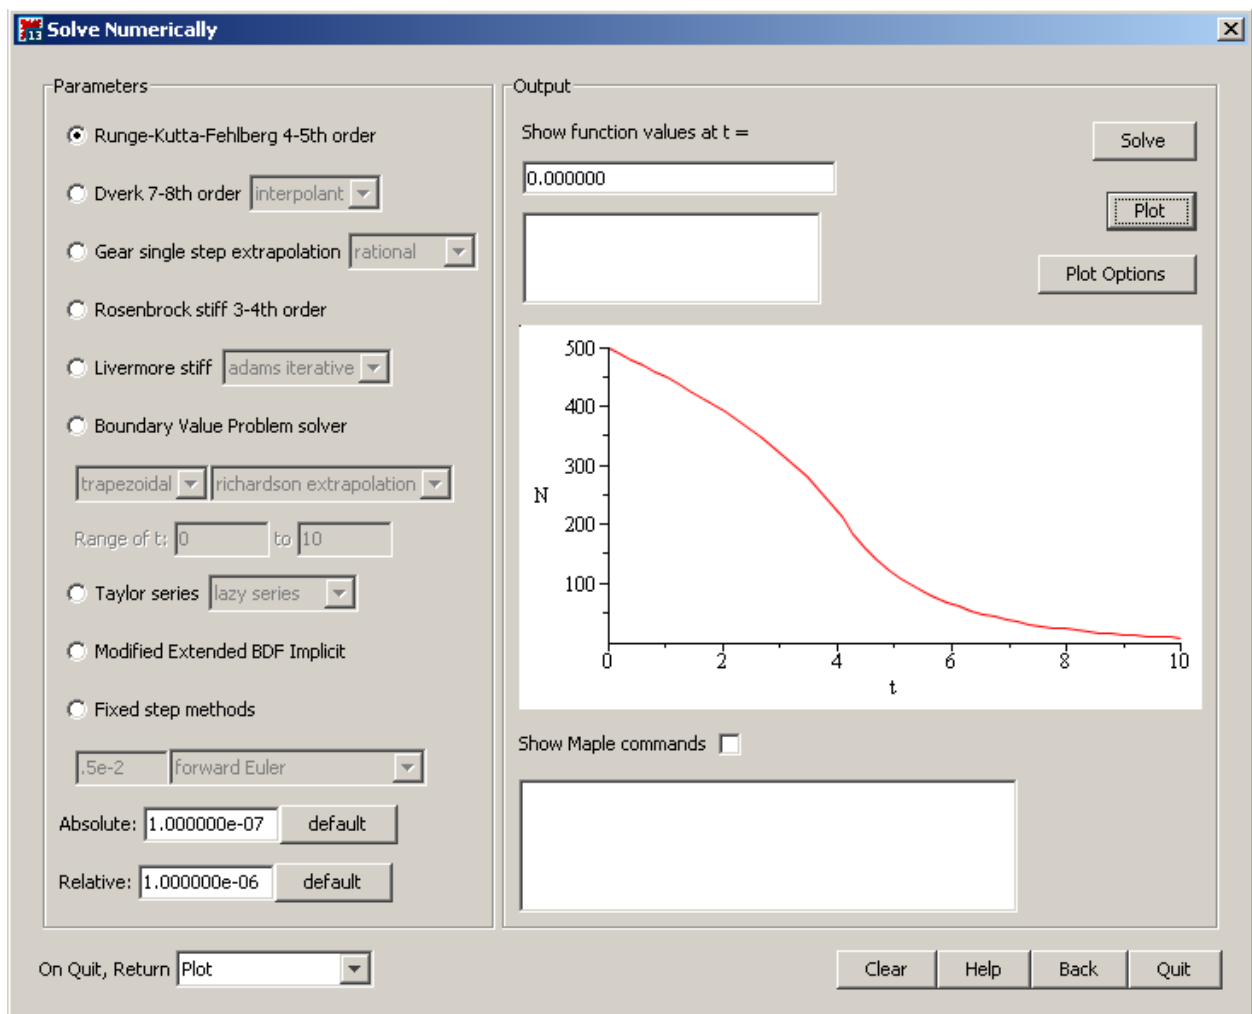 13 Solve Numerically
Parameters
Runge-Kutta-Fehlberg 4-5th order
Dverk 7-8th order interpolant
Gear single step extrapolation rational
Rosenbrock stiff 3-4th order
Livermore stiff adams iterative
Boundary Value Problem solver
trapezoidal richardson extrapolation
Range of t: 0 to 10
Taylor series lazy series
Modified Extended BDF Implicit
Fixed step methods
.5e-2 forward Euler
Absolute: 1.000000e-07 default
Relative: 1.000000e-06 default
Output
Show function values at t =
Solve
0.000000
Plot
Plot Options
500
400
300
N
200
100
0 2 4 6 8 10
t
Show Maple commands
On Quit, Return Plot
Clear Help Back Quit